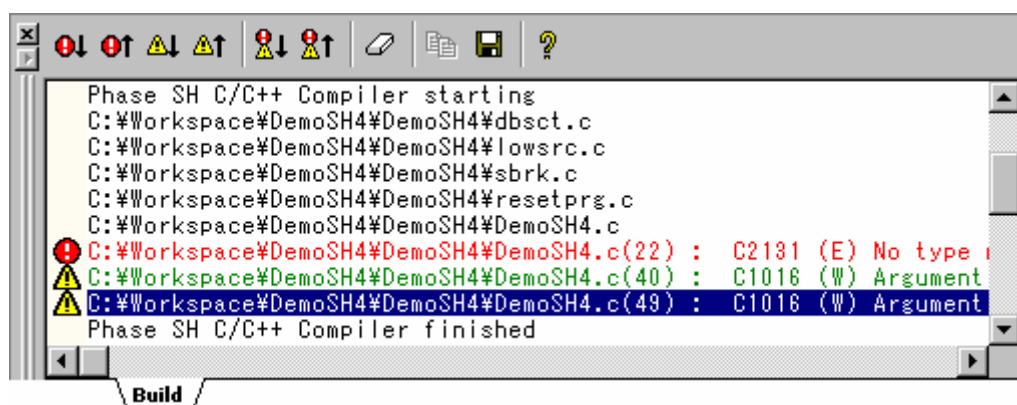 Phase SH C/C++ Compiler starting
C:¥Workspace¥DemoSH4¥DemoSH4¥dbsct.c
C:¥Workspace¥DemoSH4¥DemoSH4¥lowsrc.c
C:¥Workspace¥DemoSH4¥DemoSH4¥sbrk.c
C:¥Workspace¥DemoSH4¥DemoSH4¥resetprg.c
C:¥Workspace¥DemoSH4¥DemoSH4¥DemoSH4.c
C:¥Workspace¥DemoSH4¥DemoSH4¥DemoSH4.c(22) : C2131 (E) No type
C:¥Workspace¥DemoSH4¥DemoSH4¥DemoSH4.c(40) : C1016 (W) Argument
C:¥Workspace¥DemoSH4¥DemoSH4¥DemoSH4.c(49) : C1016 (W) Argument
Phase SH C/C++ Compiler finished
Build